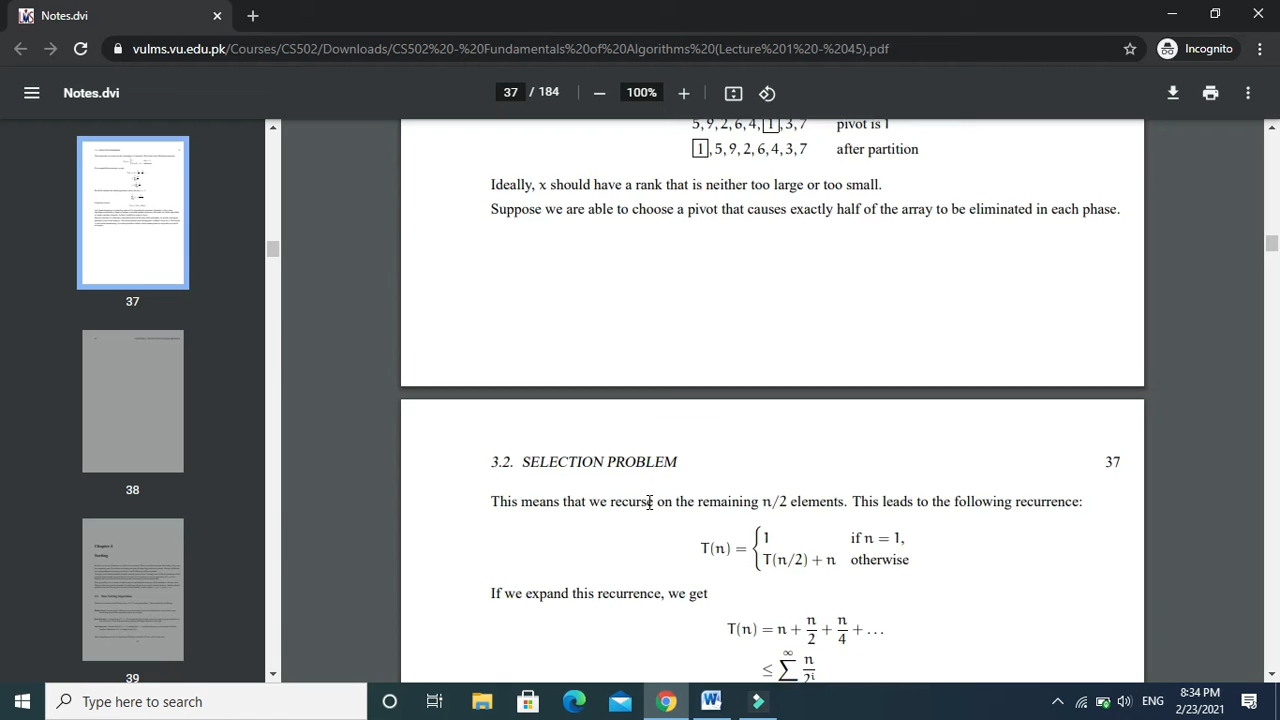 Notes.dvi
vulms.vu.edu.pk/Courses/CS502/Downloads/CS502%20-%20Fundamentals%20of%20Algorithms%20(Lecture%201%20-%2045).pdf
Incognito
Notes.dvi
37 / 184
100%
5, 9, 2, 6, 4, 1, 3, 7 pivot is 1
1, 5, 9, 2, 6, 4, 3, 7 after partition
Ideally, x should have a rank that is neither too large or too small.
Suppose we are able to choose a pivot that causes exactly half of the array to be eliminated in each phase.
37
38
Chapter 4
Sorting
39
3.2. SELECTION PROBLEM 37
This means that we recurse on the remaining n/2 elements. This leads to the following recurrence:
T(n) = { 1 if n = 1,
T(n/2) + n otherwise
If we expand this recurrence, we get
T(n) = n + n/2 + n/4 + ...
≤ ∑ ∞ n/2^i
Type here to search
ENG
8:34 PM
2/23/2021